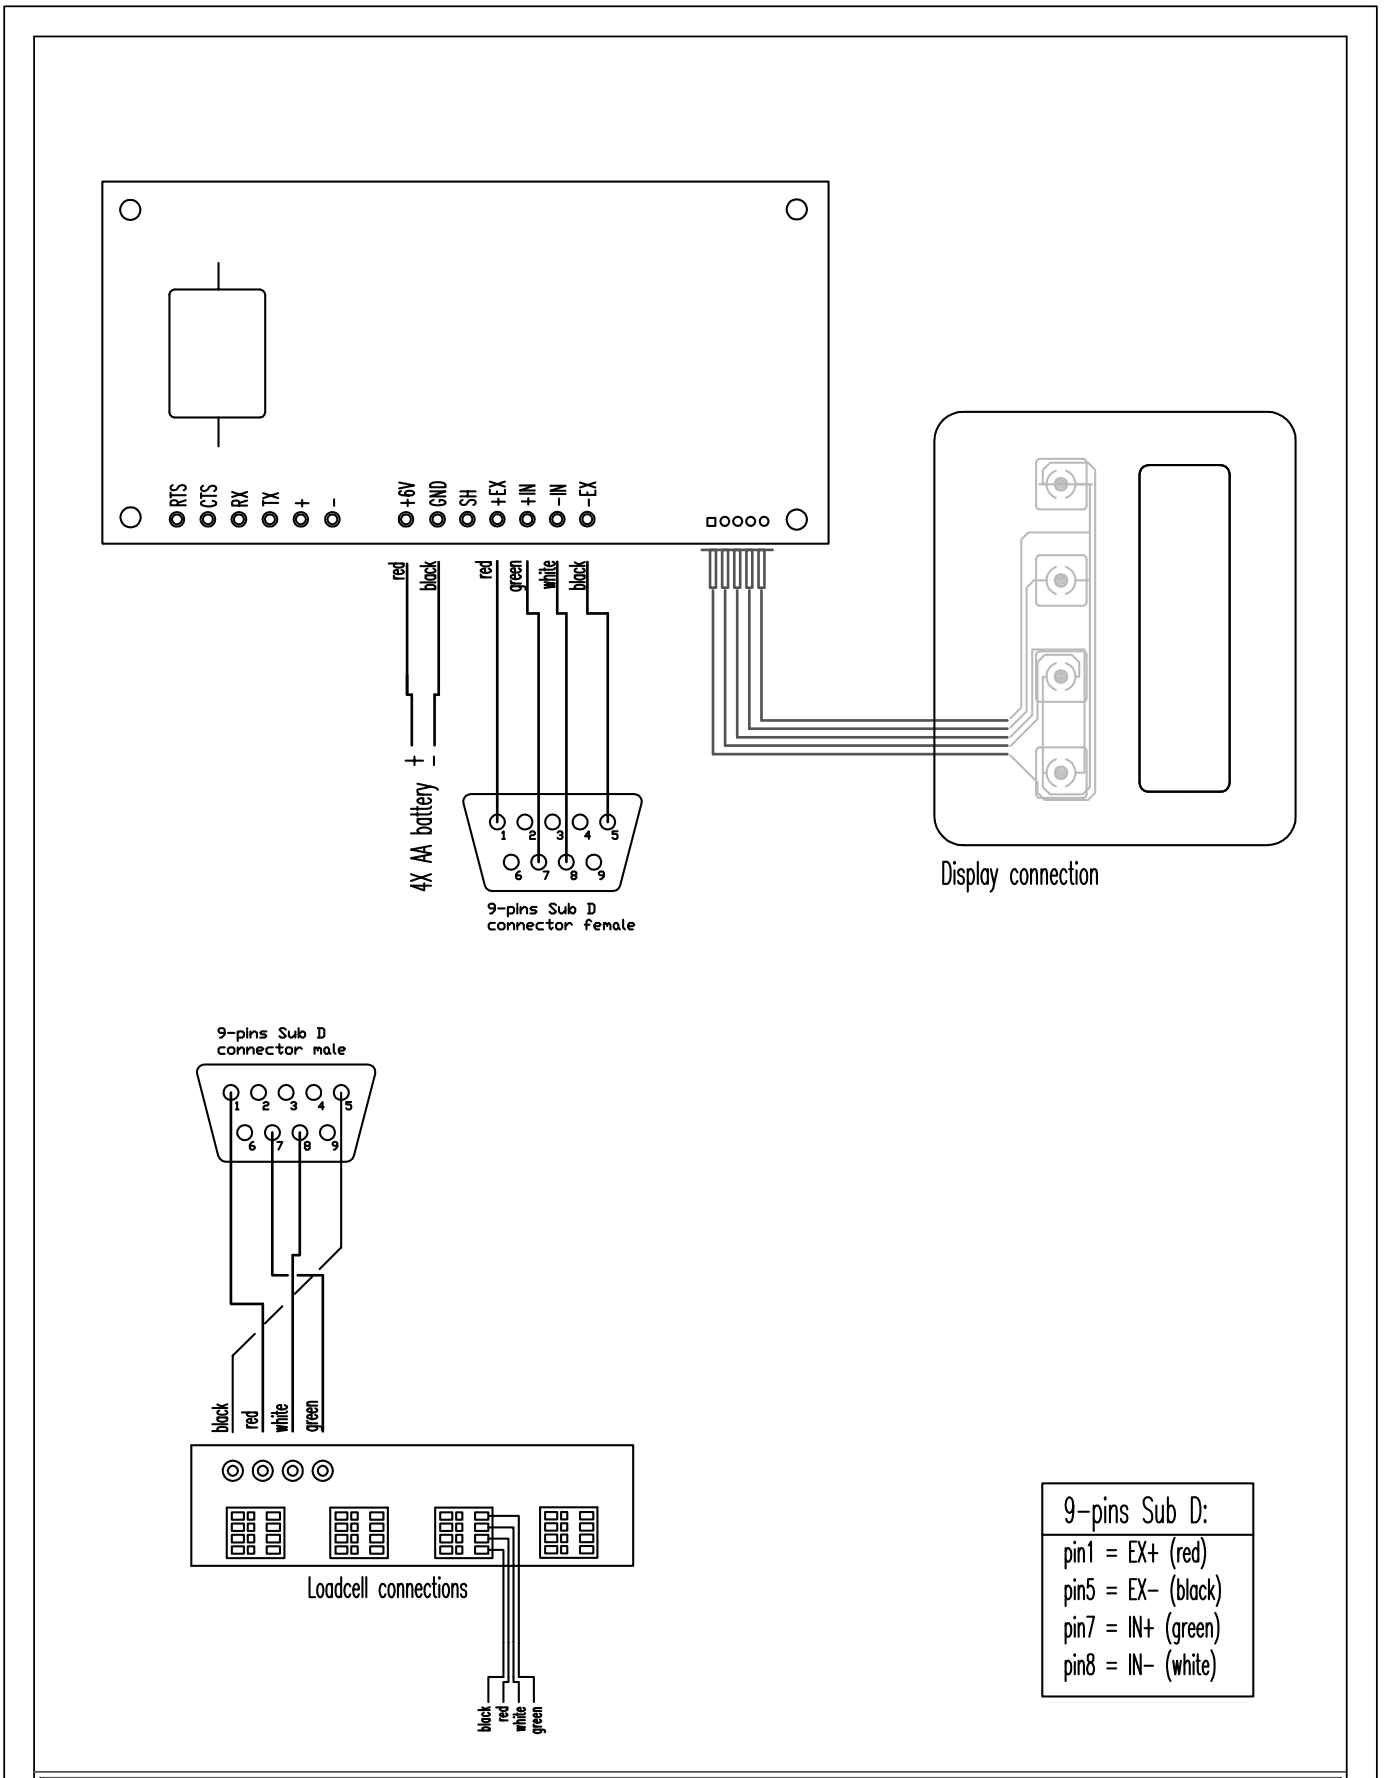 RTS
CTS
RX
TX
+
-
+6V
GND
SH
+EX
+IN
-IN
-EX
red
black
red
green
white
black
+
-
4X AA battery
1
2
3
4
5
6
7
8
9
9-pins Sub D
connector female
Display connection
9-pins Sub D
connector male
1
2
3
4
5
6
7
8
9
black
red
white
green
Loadcell connections
black
red
white
green
9-pins Sub D:
pin1 = EX+ (red)
pin5 = EX- (black)
pin7 = IN+ (green)
pin8 = IN- (white)